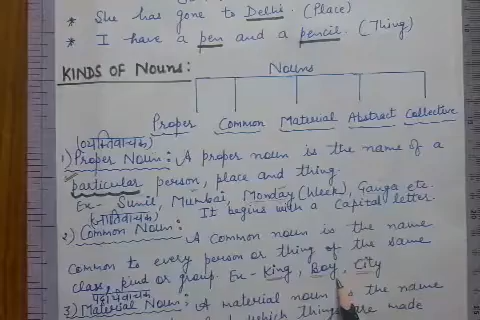 * She has gone to Delhi. (Place)
* I have a pen and a pencil. (Thing)
KINDS OF Nouns:
Nouns
Proper Common Material Abstract Collective
(व्यक्तिवाचक)
1) Proper Noun: A proper noun is the name of a
particular person, place and thing.
Ex- Sunil, Mumbai, Monday (Week), Ganga etc.
(जातिवाचक) It begins with a Capital letter.
2) Common Noun: A common noun is the name
common to every person or thing of the same
class, kind or group. Ex- King, Boy, City
पदार्थवाचक
3) Material Noun: A material noun is the name
which things are made